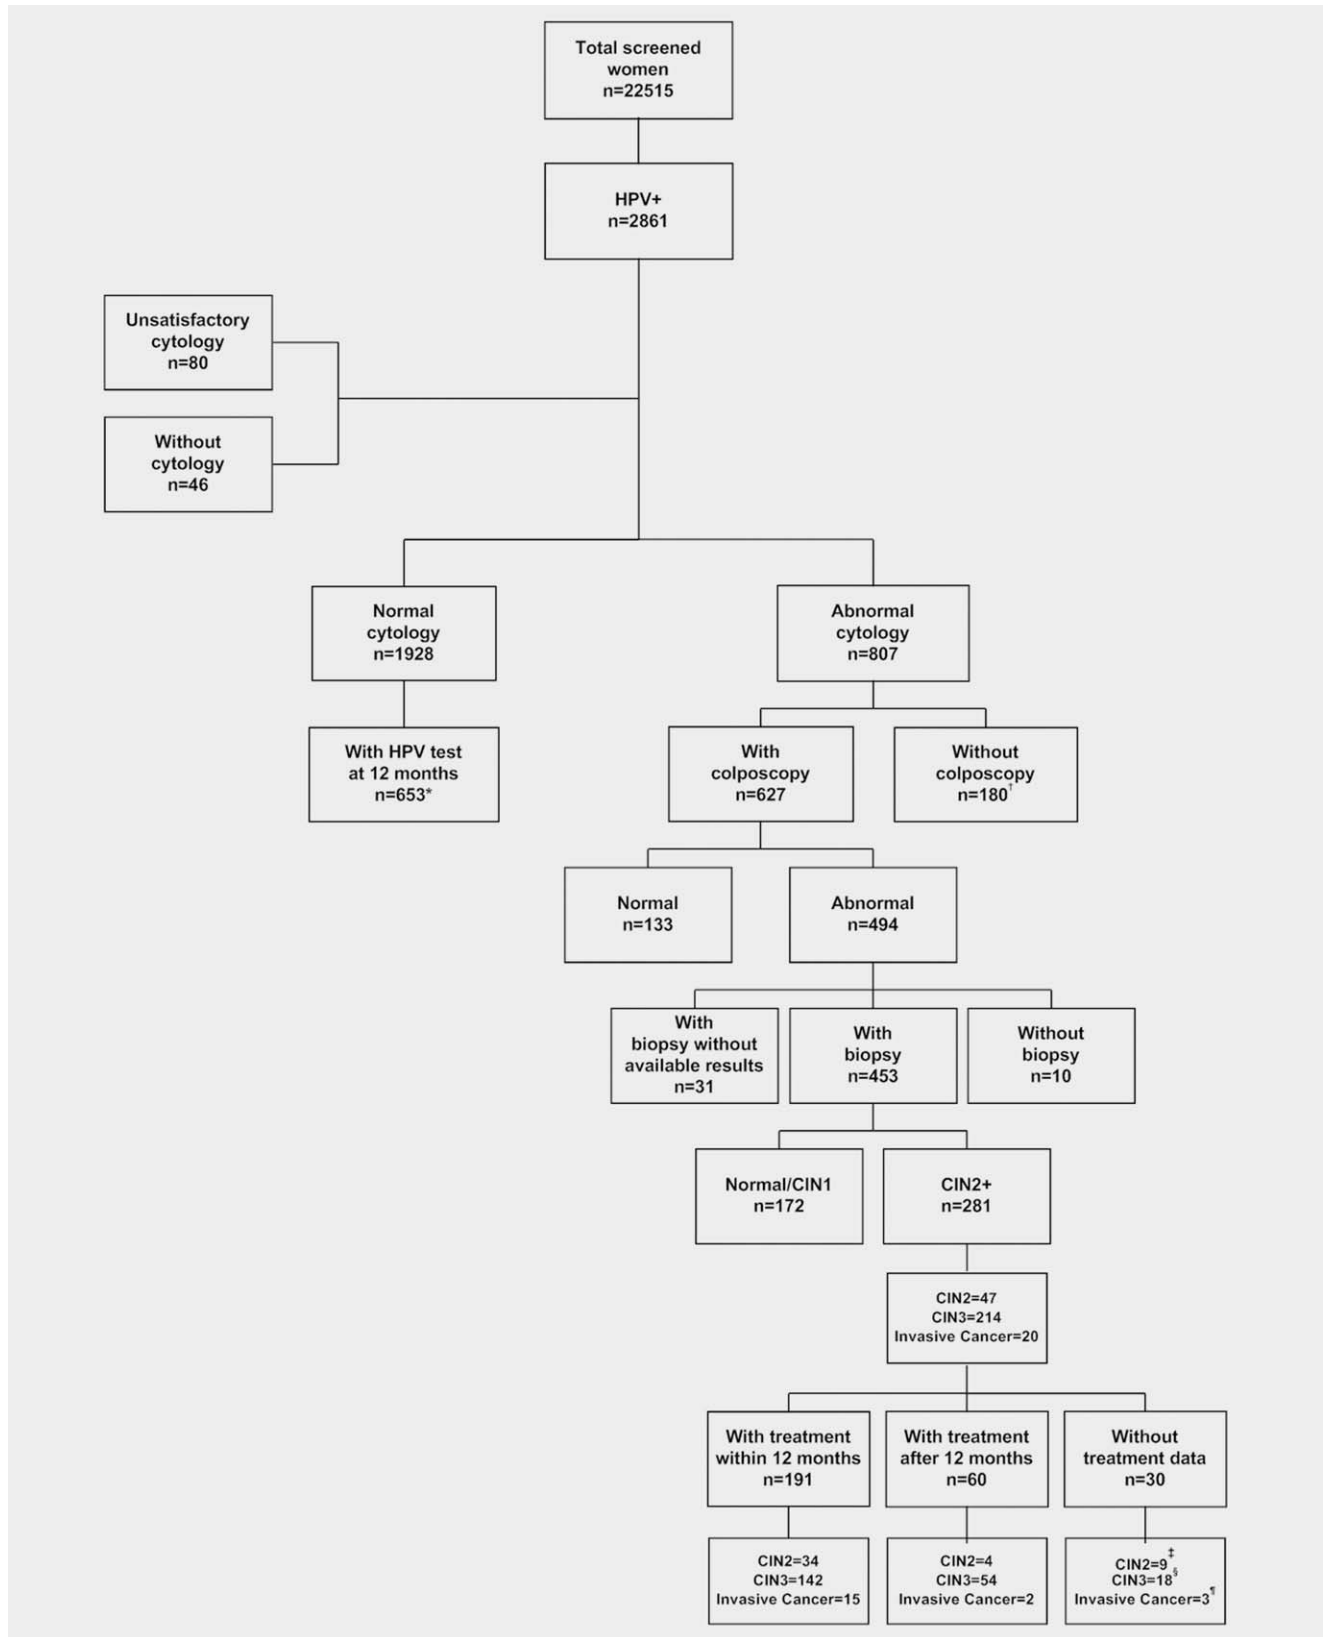 Total screened
women
n=22515
HPV+
n=2861
Unsatisfactory
cytology
n=80
Without
cytology
n=46
Normal
cytology
n=1928
Abnormal
cytology
n=807
With HPV test
at 12 months
n=653*
With
colposcopy
n=627
Without
colposcopy
n=180†
Normal
n=133
Abnormal
n=494
With
biopsy without
available results
n=31
With
biopsy
n=453
Without
biopsy
n=10
Normal/CIN1
n=172
CIN2+
n=281
CIN2=47
CIN3=214
Invasive Cancer=20
With treatment
within 12 months
n=191
With treatment
after 12 months
n=60
Without
treatment data
n=30
CIN2=34
CIN3=142
Invasive Cancer=15
CIN2=4
CIN3=54
Invasive Cancer=2
CIN2=9‡
CIN3=18§
Invasive Cancer=3¶